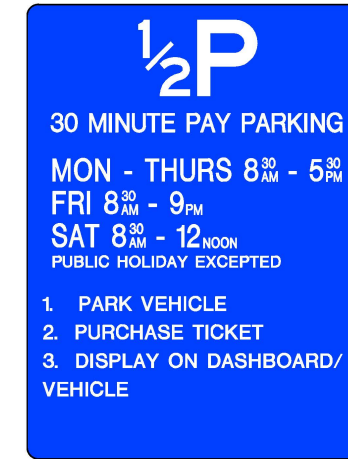 ½P
30 MINUTE PAY PARKING
MON - THURS 8³⁰AM - 5³⁰PM
FRI 8³⁰AM - 9PM
SAT 8³⁰AM - 12NOON
PUBLIC HOLIDAY EXCEPTED
1. PARK VEHICLE
2. PURCHASE TICKET
3. DISPLAY ON DASHBOARD/
VEHICLE